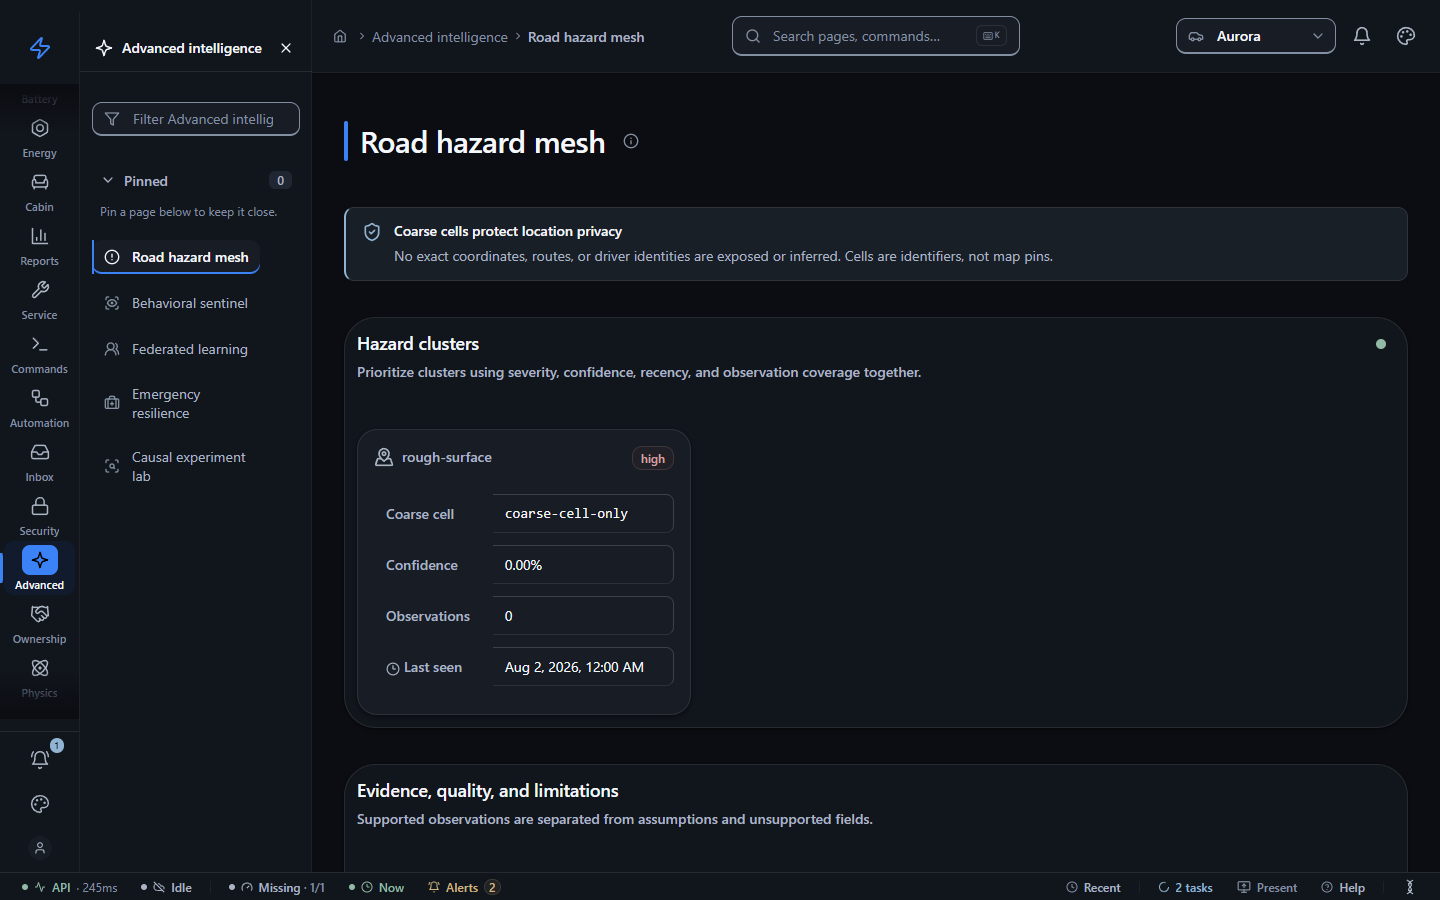 Advanced intelligence
Advanced intelligence
Road hazard mesh
Search pages, commands...
K
Aurora
Battery
Energy
Cabin
Reports
Service
Commands
Automation
Inbox
Security
Advanced
Ownership
Physics
1
Filter Advanced intellig
Pinned
0
Pin a page below to keep it close.
Road hazard mesh
Behavioral sentinel
Federated learning
Emergency
resilience
Causal experiment
lab
Road hazard mesh
Coarse cells protect location privacy
No exact coordinates, routes, or driver identities are exposed or inferred. Cells are identifiers, not map pins.
Hazard clusters
Prioritize clusters using severity, confidence, recency, and observation coverage together.
rough-surface
high
Coarse cell
coarse-cell-only
Confidence
0.00%
Observations
0
Last seen
Aug 2, 2026, 12:00 AM
Evidence, quality, and limitations
Supported observations are separated from assumptions and unsupported fields.
API · 245ms
Idle
Missing · 1/1
Now
Alerts 2
Recent
2 tasks
Present
Help